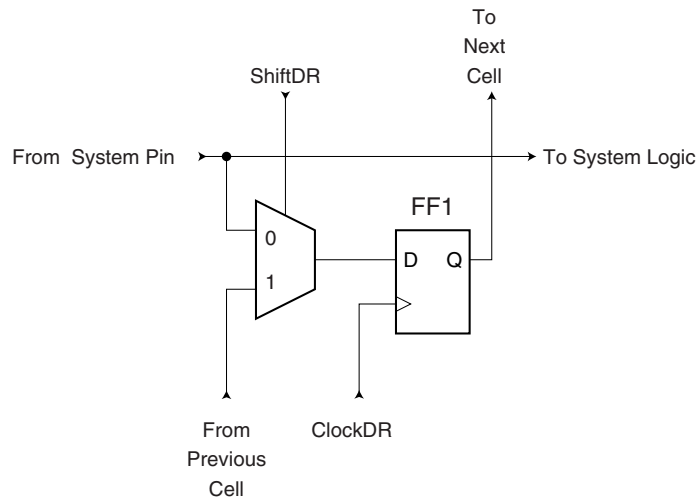 To
Next
Cell
ShiftDR
From System Pin
To System Logic
FF1
0
D Q
1
From
Previous
Cell
ClockDR